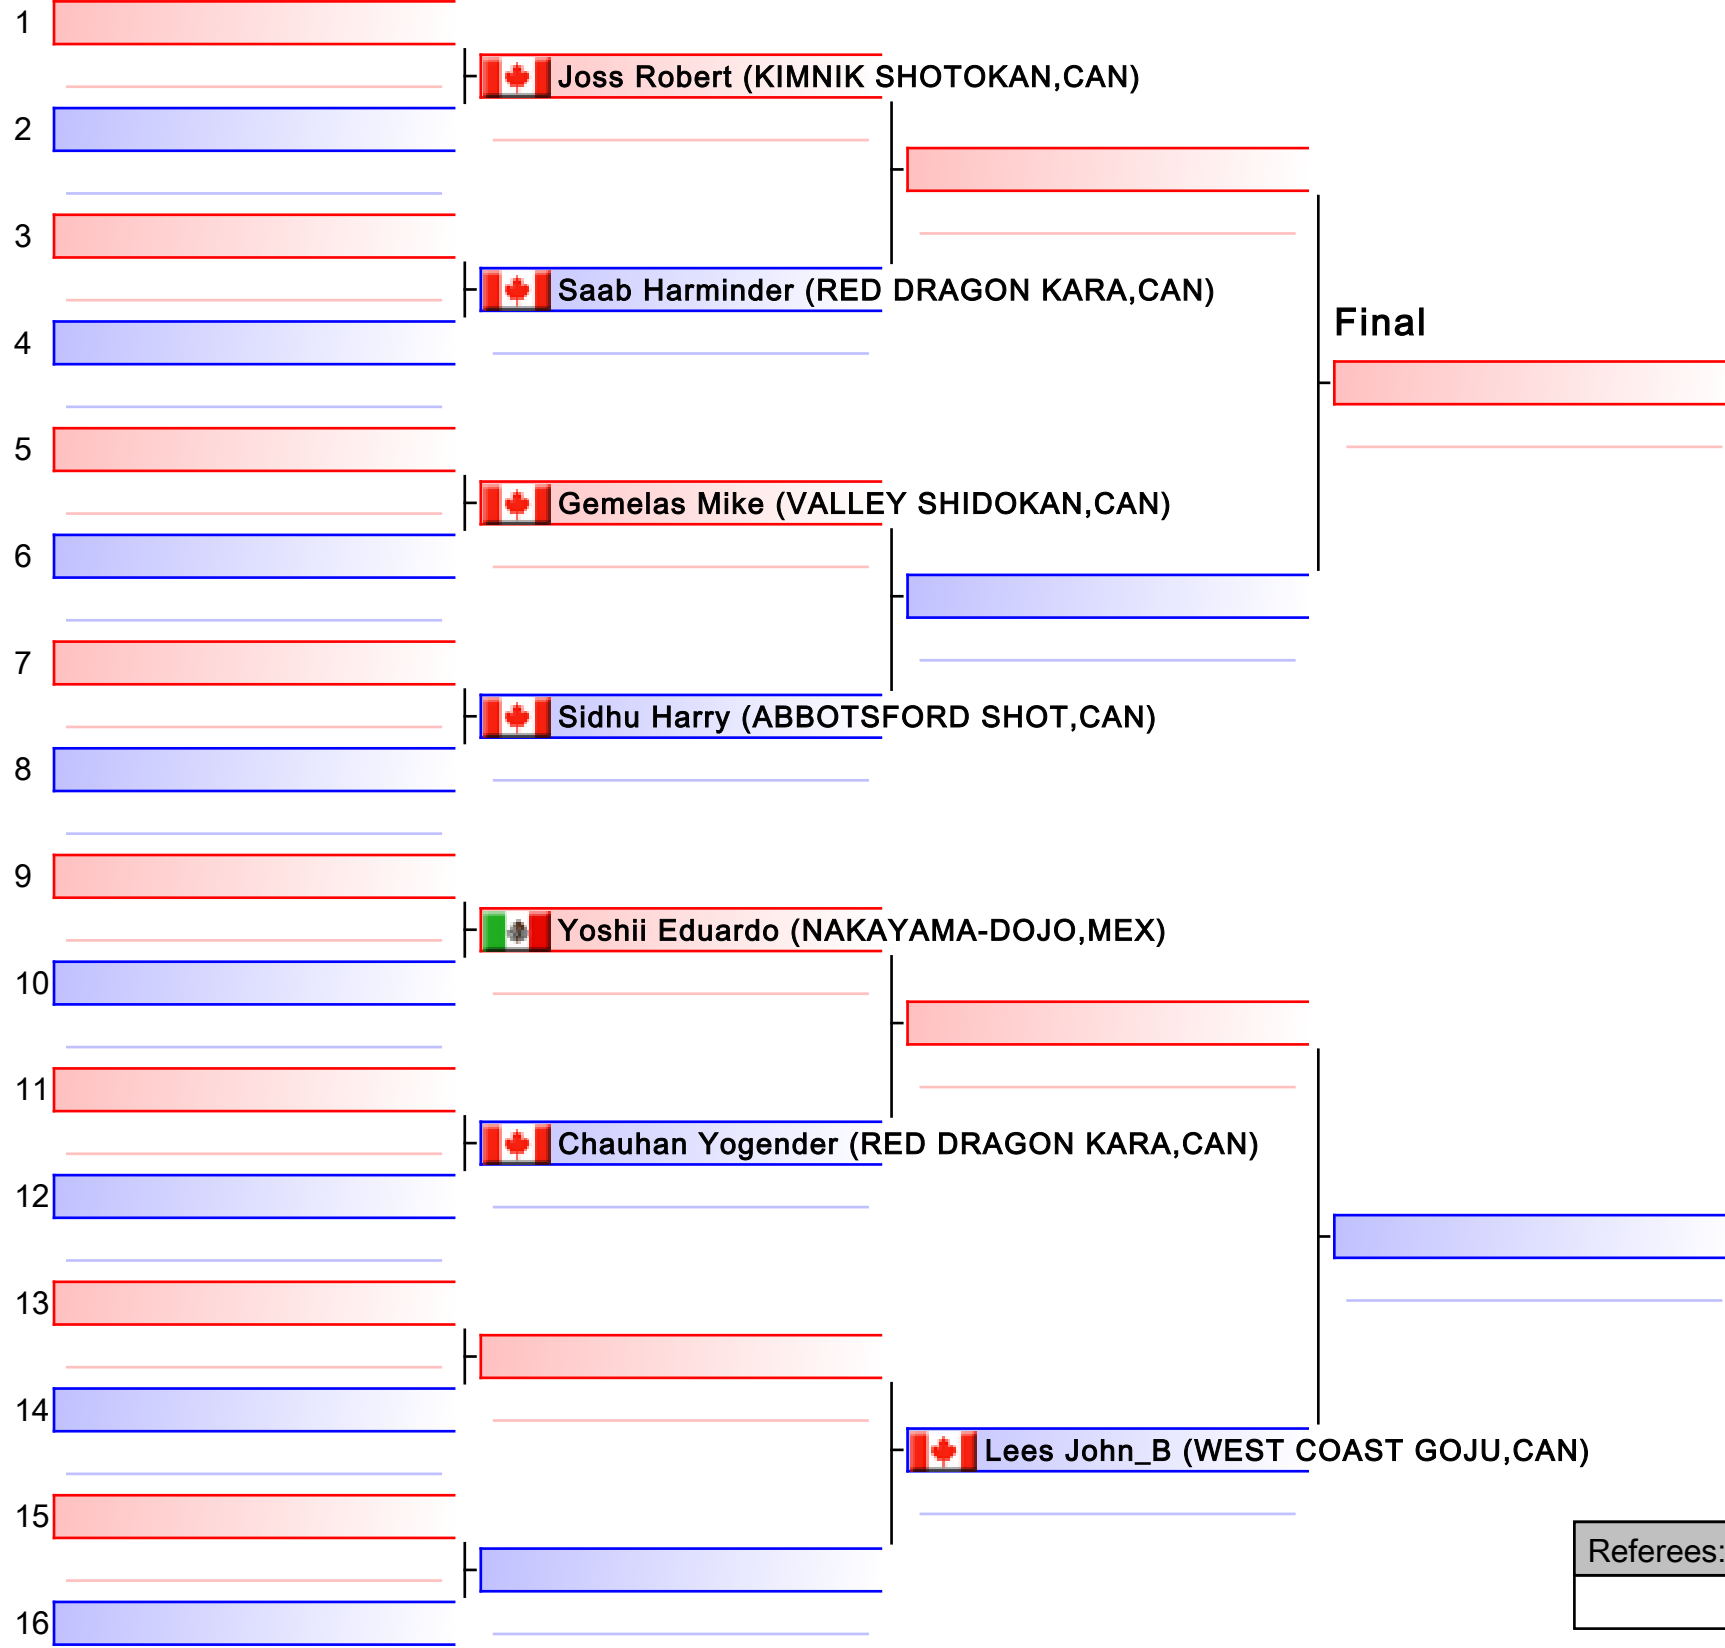 1
Joss Robert (KIMNIK SHOTOKAN,CAN)
2
3
Saab Harminder (RED DRAGON KARA,CAN)
Final
4
5
Gemelas Mike (VALLEY SHIDOKAN,CAN)
6
7
Sidhu Harry (ABBOTSFORD SHOT,CAN)
8
9
Yoshii Eduardo (NAKAYAMA-DOJO,MEX)
10
11
Chauhan Yogender (RED DRAGON KARA,CAN)
12
13
14
Lees John_B (WEST COAST GOJU,CAN)
15
Referees:
16